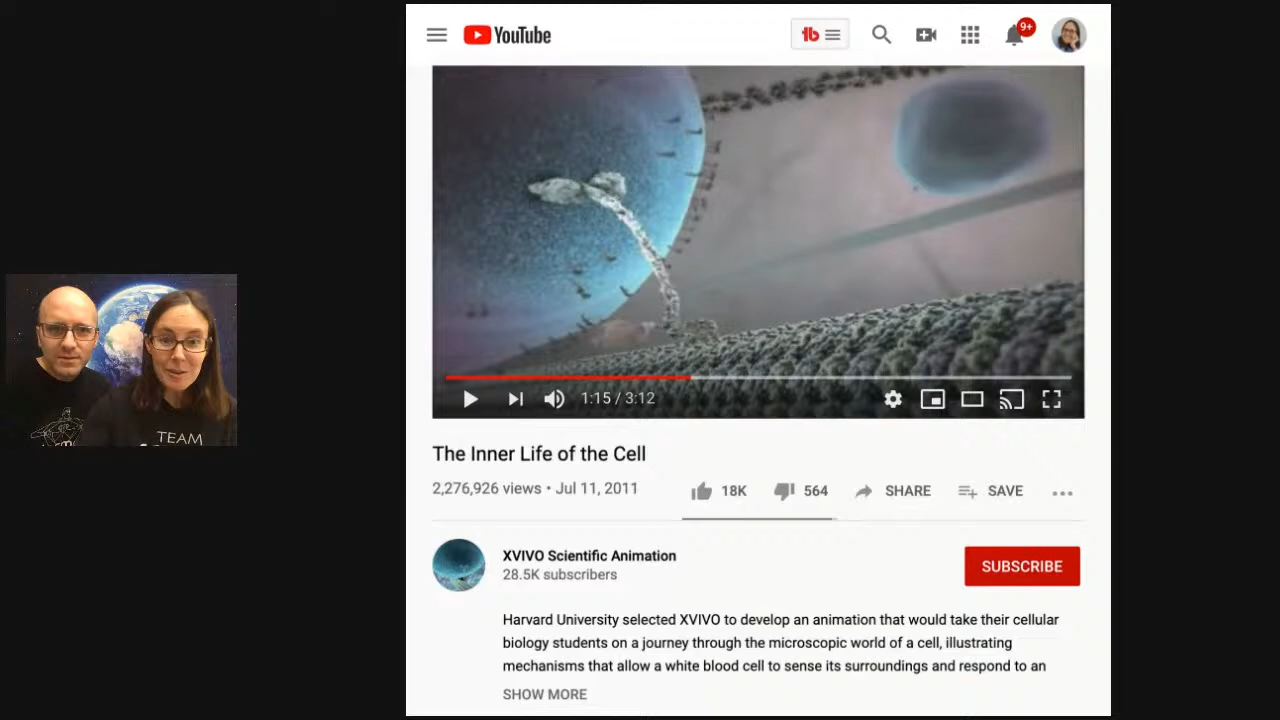 YouTube
9+
1:15 / 3:12
The Inner Life of the Cell
2,276,926 views • Jul 11, 2011
18K
564
SHARE
SAVE
XVIVO Scientific Animation
28.5K subscribers
SUBSCRIBE
Harvard University selected XVIVO to develop an animation that would take their cellular
biology students on a journey through the microscopic world of a cell, illustrating
mechanisms that allow a white blood cell to sense its surroundings and respond to an
SHOW MORE
TEAM